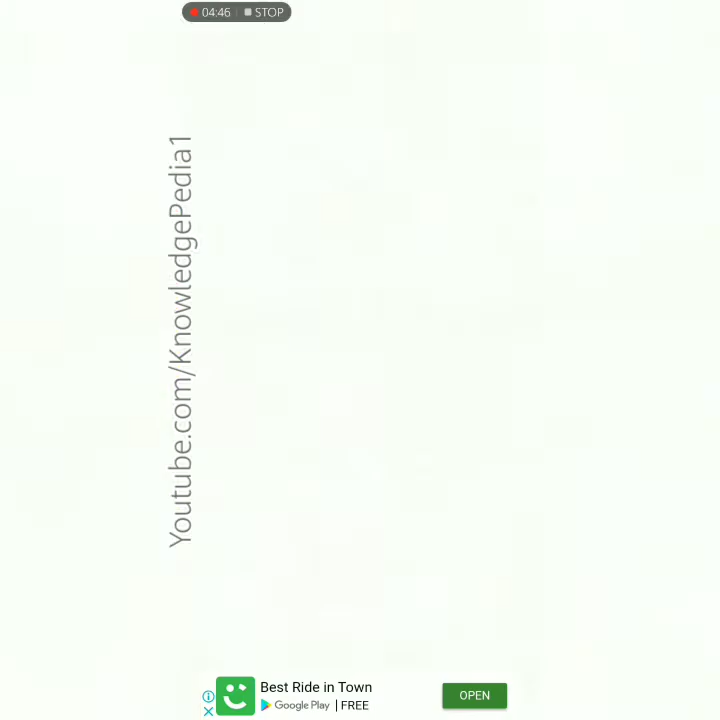 04:46 STOP
Youtube.com/KnowledgePedia1
Best Ride in Town
Google Play | FREE
OPEN